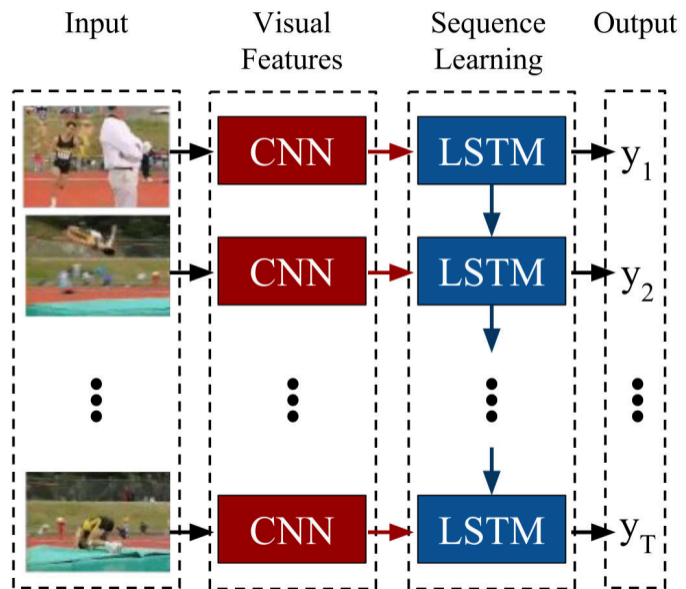 Input
Visual
Features
Sequence
Learning
Output
CNN
LSTM
y1
CNN
LSTM
y2
CNN
LSTM
yT